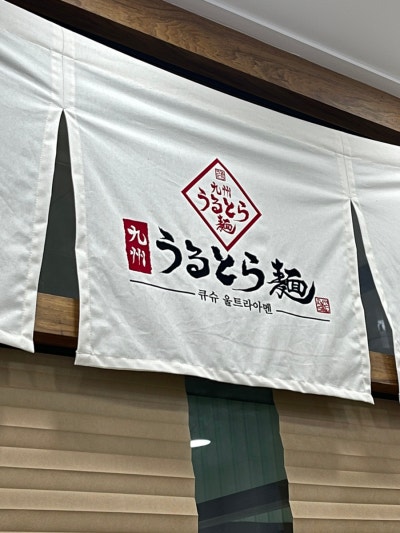 九州
うるとら
麺
九州 うるとら麺
큐슈 울트라아멘